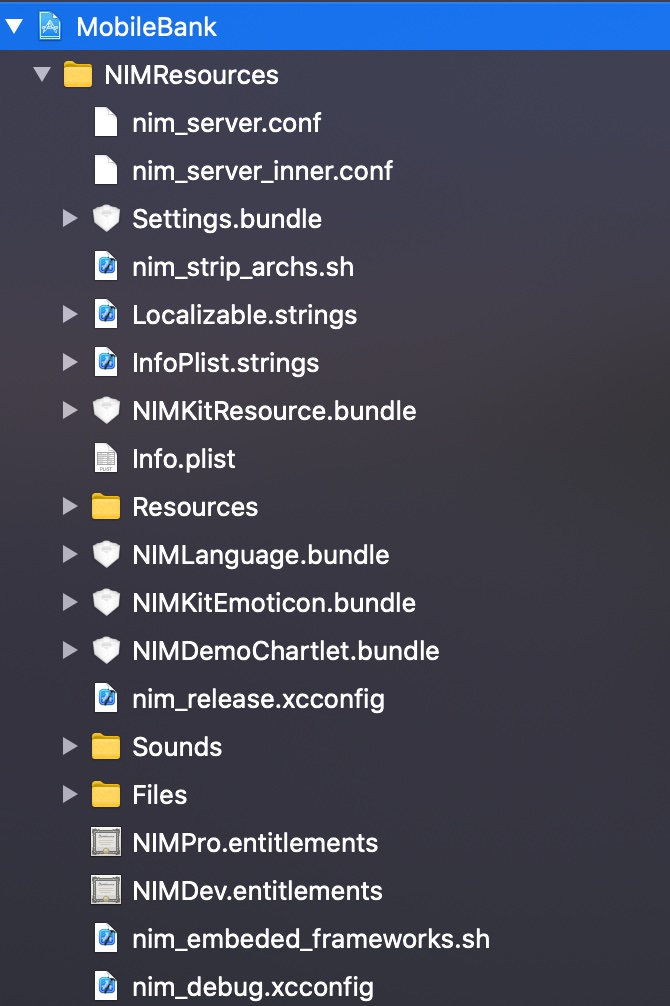 MobileBank
NIMResources
nim_server.conf
nim_server_inner.conf
Settings.bundle
nim_strip_archs.sh
Localizable.strings
InfoPlist.strings
NIMKitResource.bundle
Info.plist
Resources
NIMLanguage.bundle
NIMKitEmoticon.bundle
NIMDemoChartlet.bundle
nim_release.xcconfig
Sounds
Files
NIMPro.entitlements
NIMDev.entitlements
nim_embeded_frameworks.sh
nim_debug.xcconfig